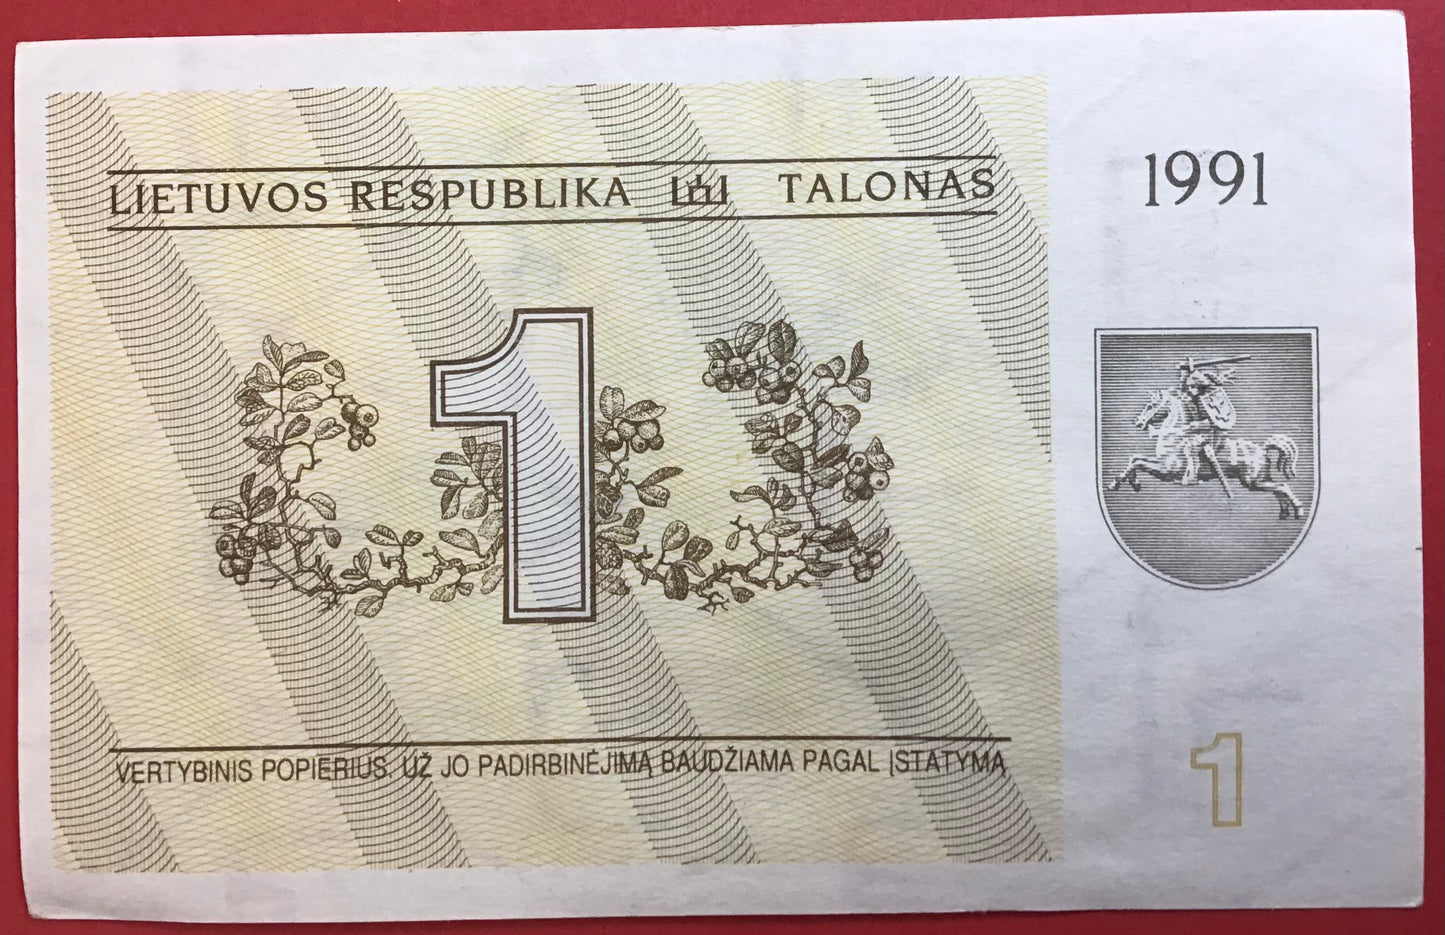 LIETUVOS RESPUBLIKA TALONAS
1991
1
VERTYBINIS POPIERIUS. UŽ JO PADIRBINĖJIMĄ BAUDŽIAMA PAGAL ĮSTATYMĄ
1